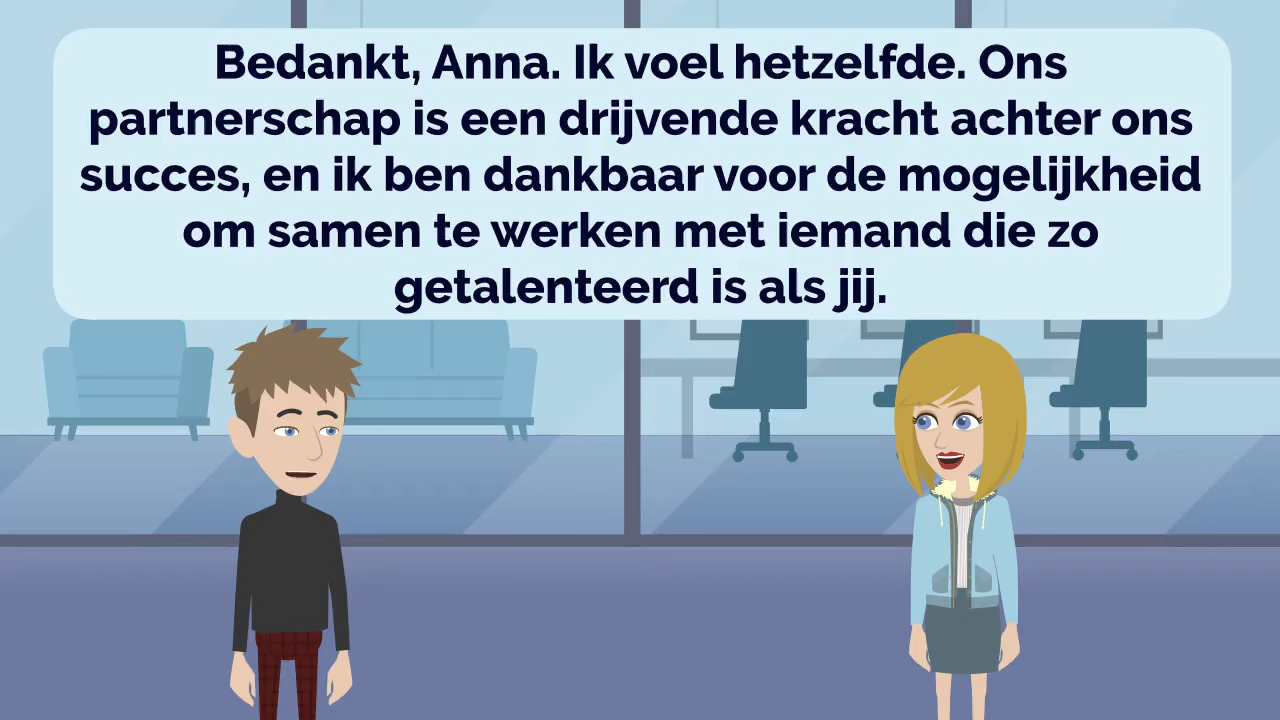 Bedankt, Anna. Ik voel hetzelfde. Ons
partnerschap is een drijvende kracht achter ons
succes, en ik ben dankbaar voor de mogelijkheid
om samen te werken met iemand die zo
getalenteerd is als jij.